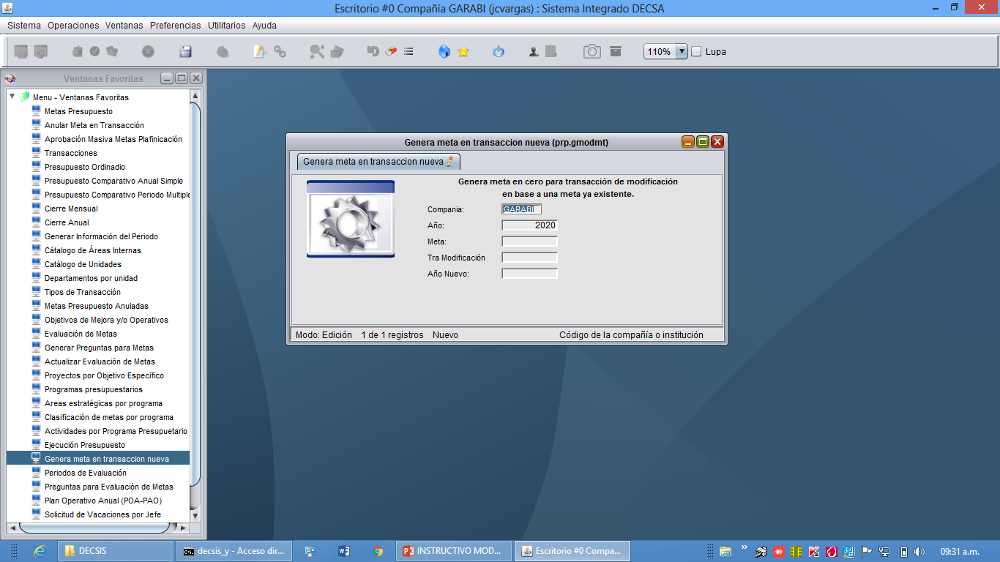 Escritorio #0 Compañía GARABI (jcvargas) : Sistema Integrado DECSA
Sistema Operaciones Ventanas Preferencias Utilitarios Ayuda
110% Lupa
Ventanas Favoritas
Menu - Ventanas Favoritas
Metas Presupuesto
Anular Meta en Transacción
Aprobación Masiva Metas Plafinicación
Transacciones
Presupuesto Ordinadio
Presupuesto Comparativo Anual Simple
Presupuesto Comparativo Periodo Multiple
Cierre Mensual
Cierre Anual
Generar Información del Periodo
Cátalogo de Áreas Internas
Catálogo de Unidades
Departamentos por unidad
Tipos de Transacción
Metas Presupuesto Anuladas
Objetivos de Mejora y/o Operativos
Evaluación de Metas
Generar Preguntas para Metas
Actualizar Evaluación de Metas
Proyectos por Objetivo Específico
Programas presupuestarios
Areas estratégicas por programa
Clasificación de metas por programa
Actividades por Programa Presupuetario
Ejecución Presupuesto
Genera meta en transaccion nueva
Periodos de Evaluación
Preguntas para Evaluación de Metas
Plan Operativo Anual (POA-PAO)
Solicitud de Vacaciones por Jefe
Genera meta en transaccion nueva (prp.gmodmt)
Genera meta en transaccion nueva
Genera meta en cero para transacción de modificación
en base a una meta ya existente.
Compania: GARABI
Año: 2020
Meta:
Tra Modificación
Año Nuevo:
Modo: Edición 1 de 1 registros Nuevo Código de la compañía o institución
DECSIS decsis_y - Acceso dir... INSTRUCTIVO MOD... Escritorio #0 Compa... 09:31 a.m.